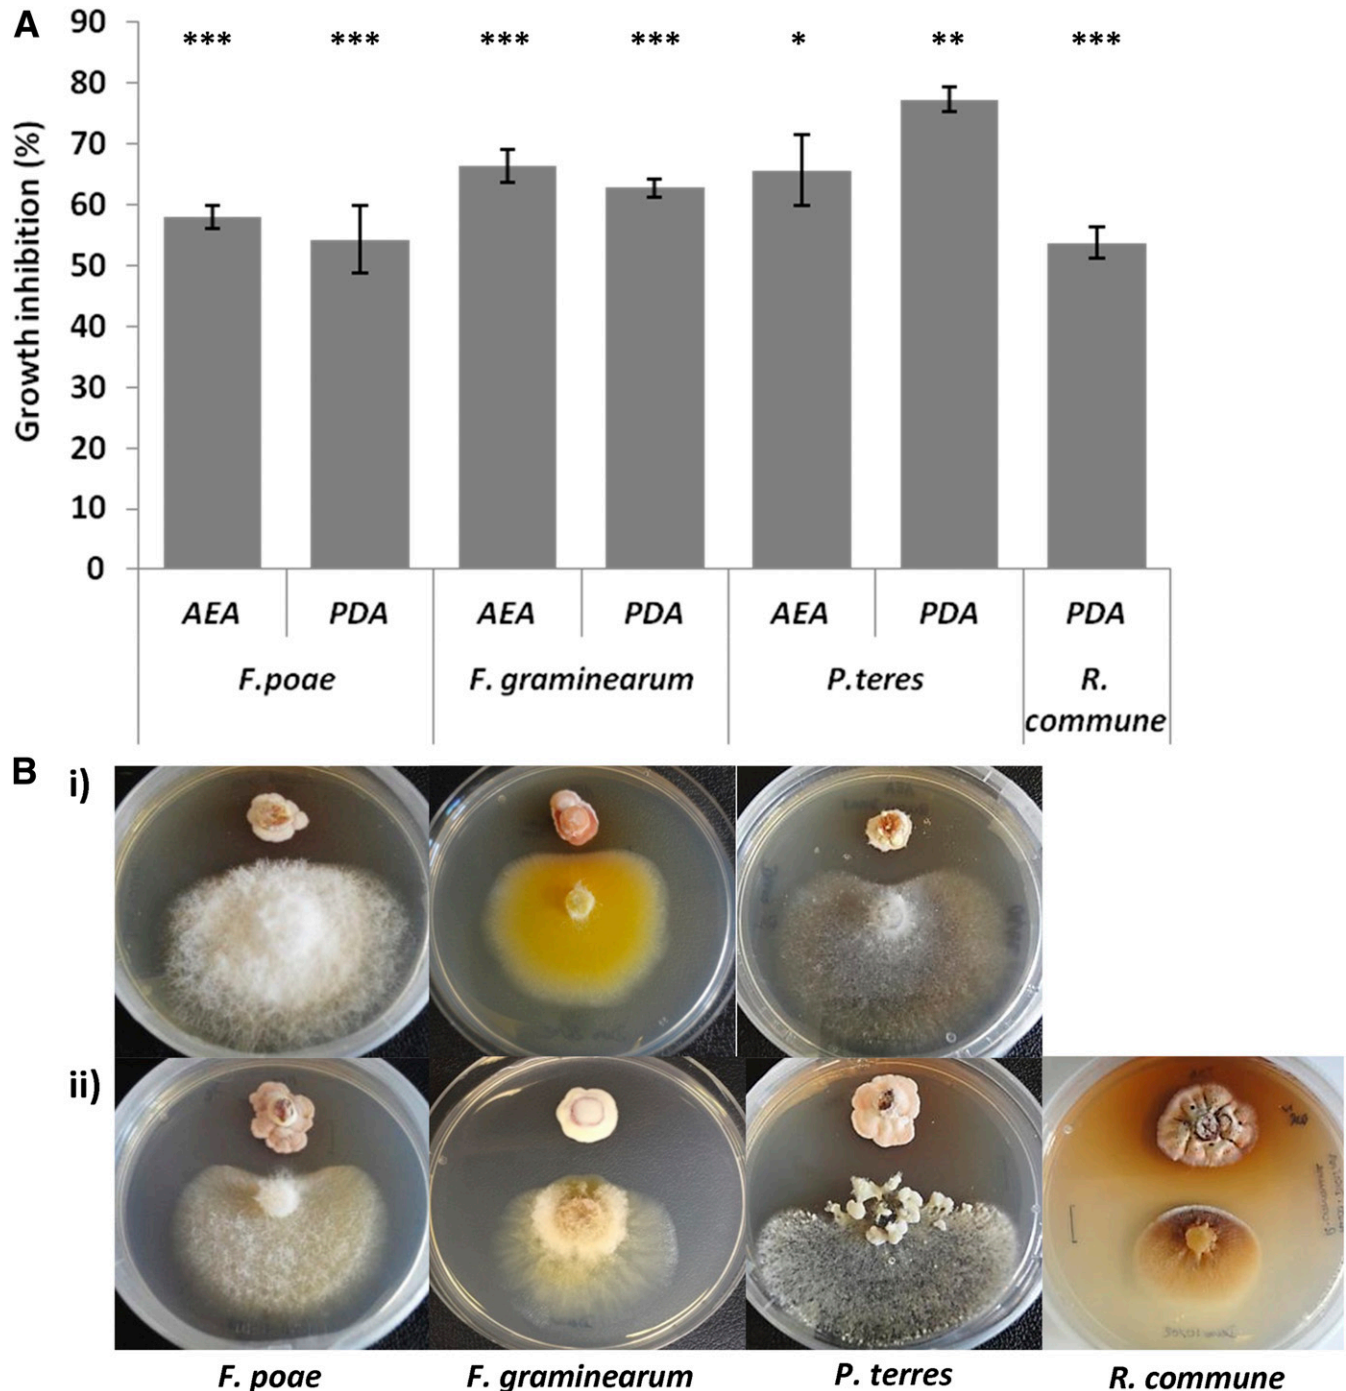 A
Growth inhibition (%)
90
80
70
60
50
40
30
20
10
0
*** *** *** *** * ** ***
AEA PDA AEA PDA AEA PDA PDA
F.poae F. graminearum P.teres R.
commune
B
i)
ii)
F. poae F. graminearum P. terres R. commune